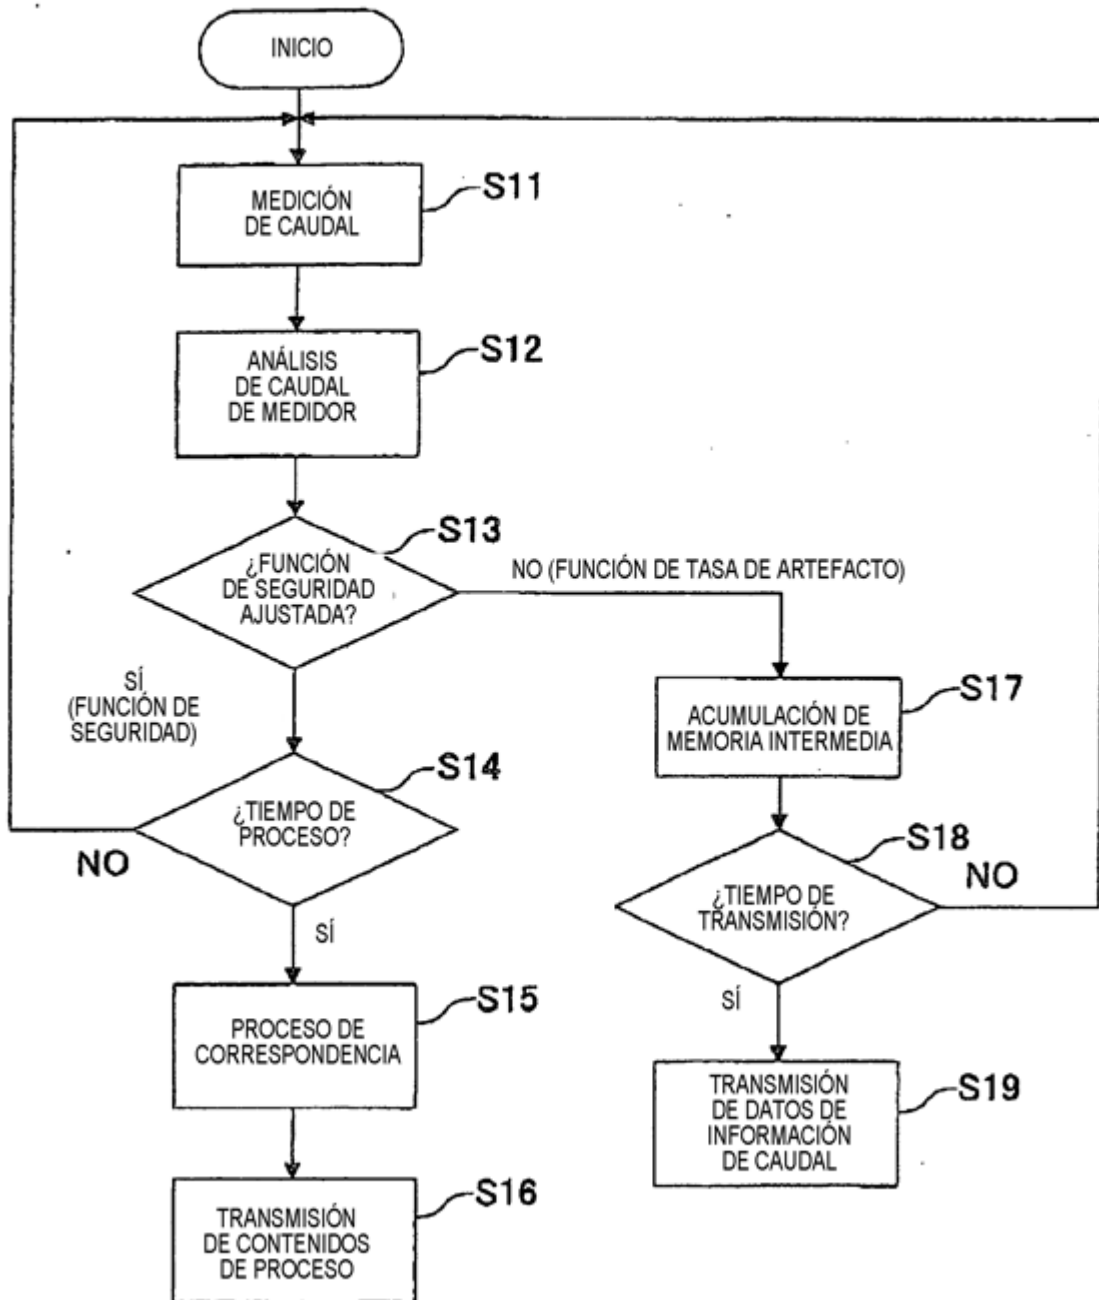 INICIO
MEDICIÓN
DE CAUDAL
S11
ANÁLISIS
DE CAUDAL
DE MEDIDOR
S12
¿FUNCIÓN
DE SEGURIDAD
AJUSTADA?
S13
NO (FUNCIÓN DE TASA DE ARTEFACTO)
SÍ
(FUNCIÓN DE
SEGURIDAD)
ACUMULACIÓN DE
MEMORIA INTERMEDIA
S17
¿TIEMPO DE
PROCESO?
S14
NO
SÍ
¿TIEMPO DE
TRANSMISIÓN?
S18
NO
SÍ
PROCESO DE
CORRESPONDENCIA
S15
TRANSMISIÓN
DE DATOS DE
INFORMACIÓN
DE CAUDAL
S19
TRANSMISIÓN
DE CONTENIDOS
DE PROCESO
S16